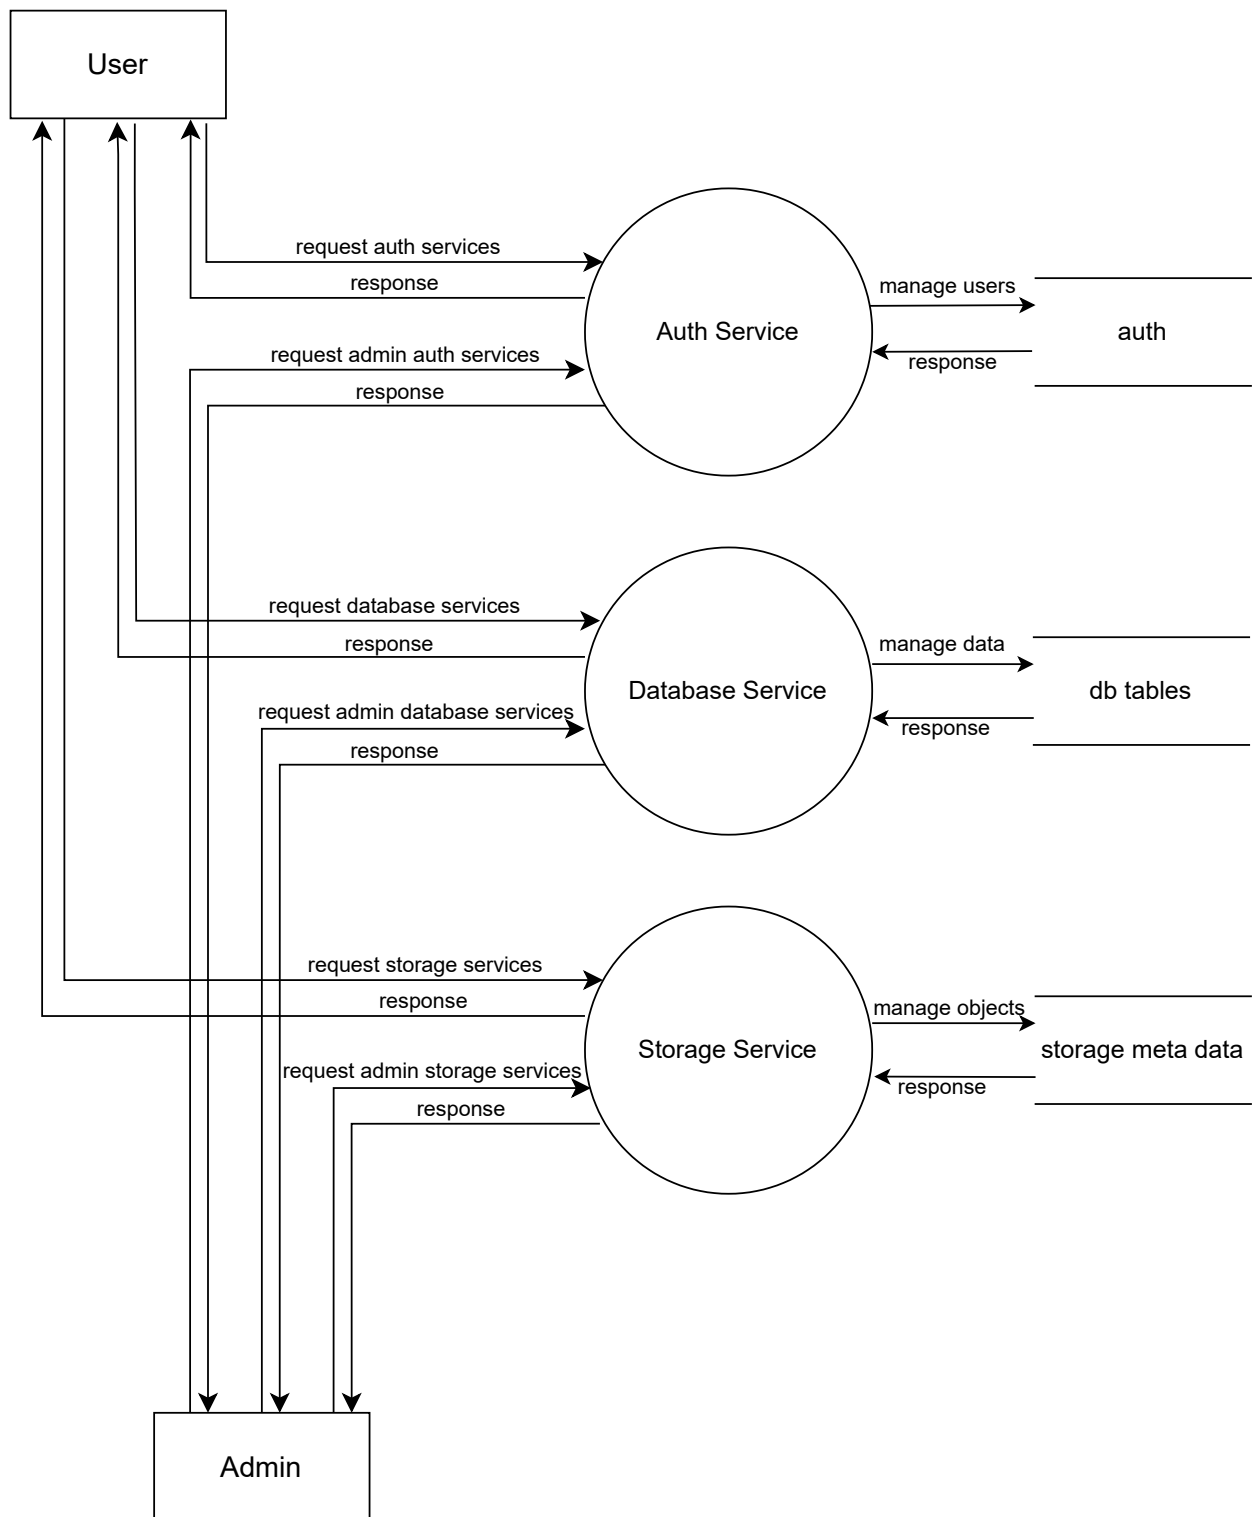 User
request auth services
response
manage users
auth
Auth Service
response
request admin auth services
response
request database services
response
manage data
db tables
Database Service
request admin database services
response
response
request storage services
response
manage objects
storage meta data
Storage Service
request admin storage services
response
response
Admin